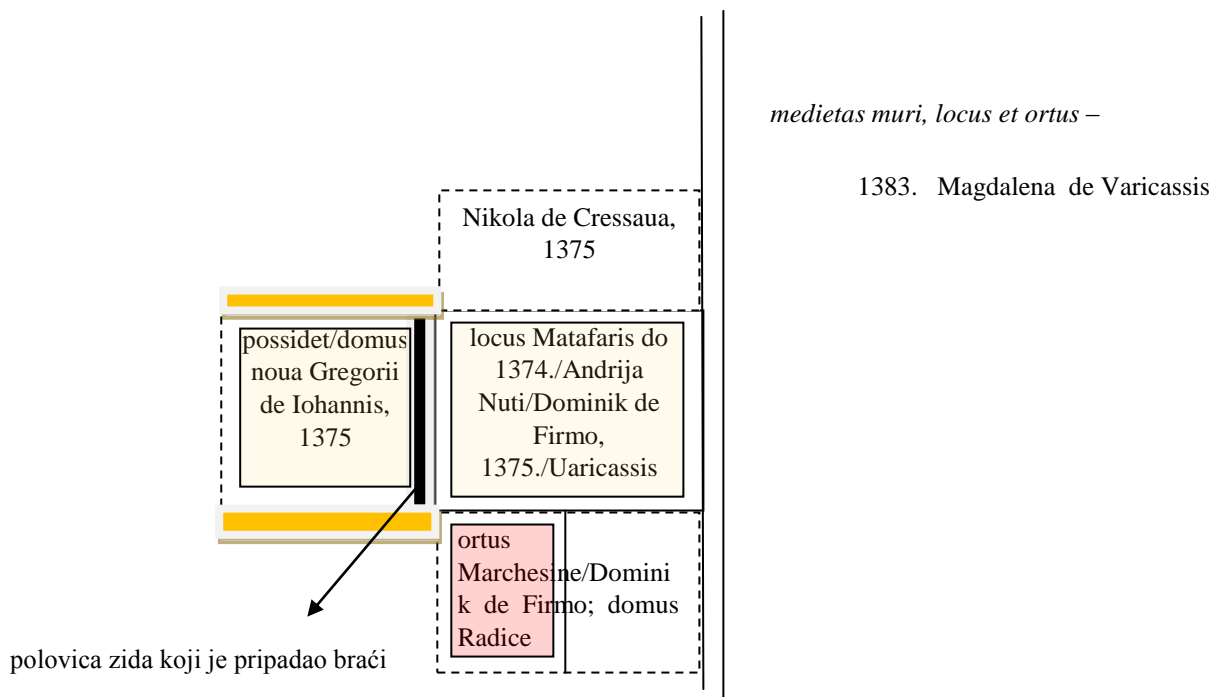 medietas muri, locus et ortus –
1383. Magdalena de Varicassis
Nikola de Cressaua,
1375
possidet/domus
noua Gregorii
de Iohannis,
1375
locus Matafaris do
1374./Andrija
Nuti/Dominik de
Firmo,
1375./Uaricassis
ortus
Marchesine/Domini
k de Firmo; domus
Radice
polovica zida koji je pripadao braći